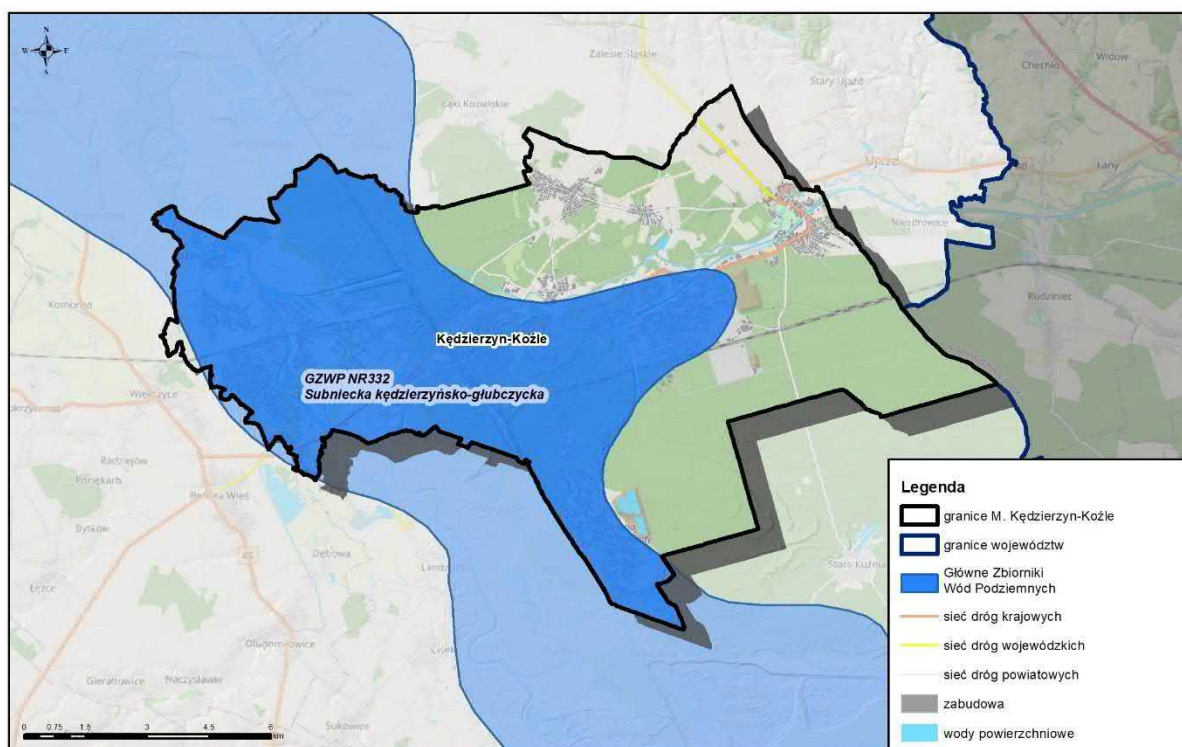 N
W E
S
Zalesie Śląskie
Stary Ujazd
Chechło
Widow
Łąki Kozielskie
Ujazd
Łany
Niezdrowice
Rudziniec
Komorno
Kędzierzyn-Koźle
GZWP NR332
Subniecka kędzierzyńsko-głubczycka
Większyce
Radziejów
Pociękarb
Reńska Wieś
Bytków
Dębowa
45
Łężce
Stara Kuźnia
Długomiłowice
Gierałtowice
Naczysławki
Sukowice
0 0.75 1.5 3 4.5 6
km
Legenda
granice M. Kędzierzyn-Koźle
granice województw
Główne Zbiorniki
Wód Podziemnych
sieć dróg krajowych
sieć dróg wojewódzkich
sieć dróg powiatowych
zabudowa
wody powierzchniowe